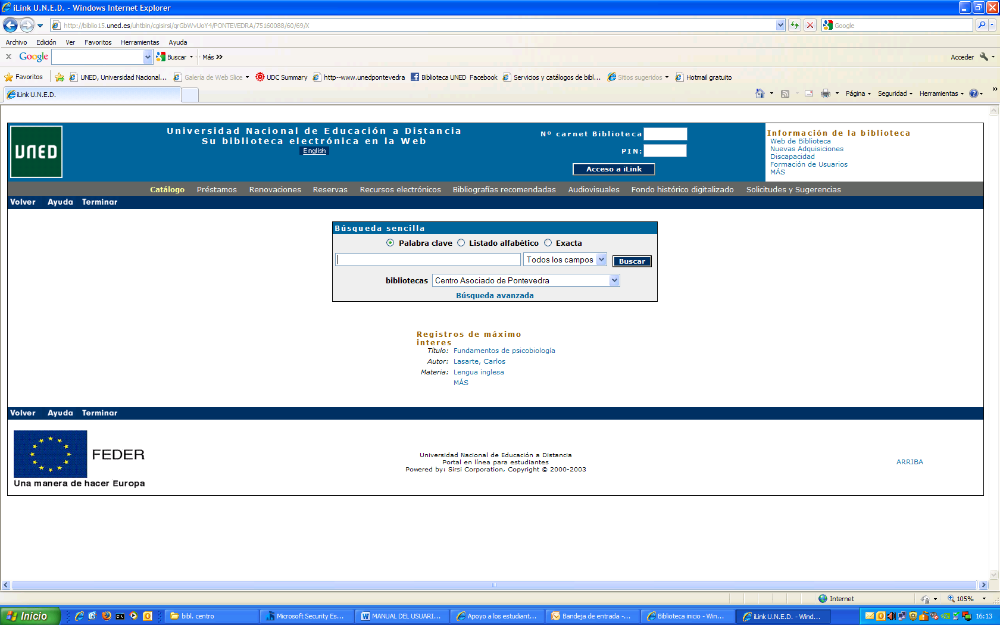 iLink U.N.E.D. - Windows Internet Explorer
http://biblio15.uned.es/uhtbin/cgisirsi/qrGbWvUoY4/PONTEVEDRA/75160088/60/69/X
Google
Archivo Edición Ver Favoritos Herramientas Ayuda
x Google Buscar Más >> Acceder
Favoritos UNED, Universidad Nacional... Galería de Web Slice UDC Summary http--www.unedpontevedra Biblioteca UNED Facebook Servicios y catálogos de bibl... Sitios sugeridos Hotmail gratuito
iLink U.N.E.D. Página Seguridad Herramientas >>
UNED
Universidad Nacional de Educación a Distancia
Su biblioteca electrónica en la Web
English
Nº carnet Biblioteca
PIN:
Acceso a iLink
Información de la biblioteca
Web de Biblioteca
Nuevas Adquisiciones
Discapacidad
Formación de Usuarios
MÁS
Catálogo Préstamos Renovaciones Reservas Recursos electrónicos Bibliografías recomendadas Audiovisuales Fondo histórico digitalizado Solicitudes y Sugerencias
Volver Ayuda Terminar
Búsqueda sencilla
Palabra clave Listado alfabético Exacta
Todos los campos Buscar
bibliotecas Centro Asociado de Pontevedra
Búsqueda avanzada
Registros de máximo
interes
Título: Fundamentos de psicobiología
Autor: Lasarte, Carlos
Materia: Lengua inglesa
MÁS
Volver Ayuda Terminar
FEDER
Una manera de hacer Europa
Universidad Nacional de Educación a Distancia
Portal en línea para estudiantes
Powered by: Sirsi Corporation, Copyright © 2000-2003
ARRIBA
Internet 105%
Inicio bibl. centro Microsoft Security Es... MANUAL DEL USUARI... Apoyo a los estudiant... Bandeja de entrada -... Biblioteca inicio - Win... iLink U.N.E.D. - Wind... 16:13